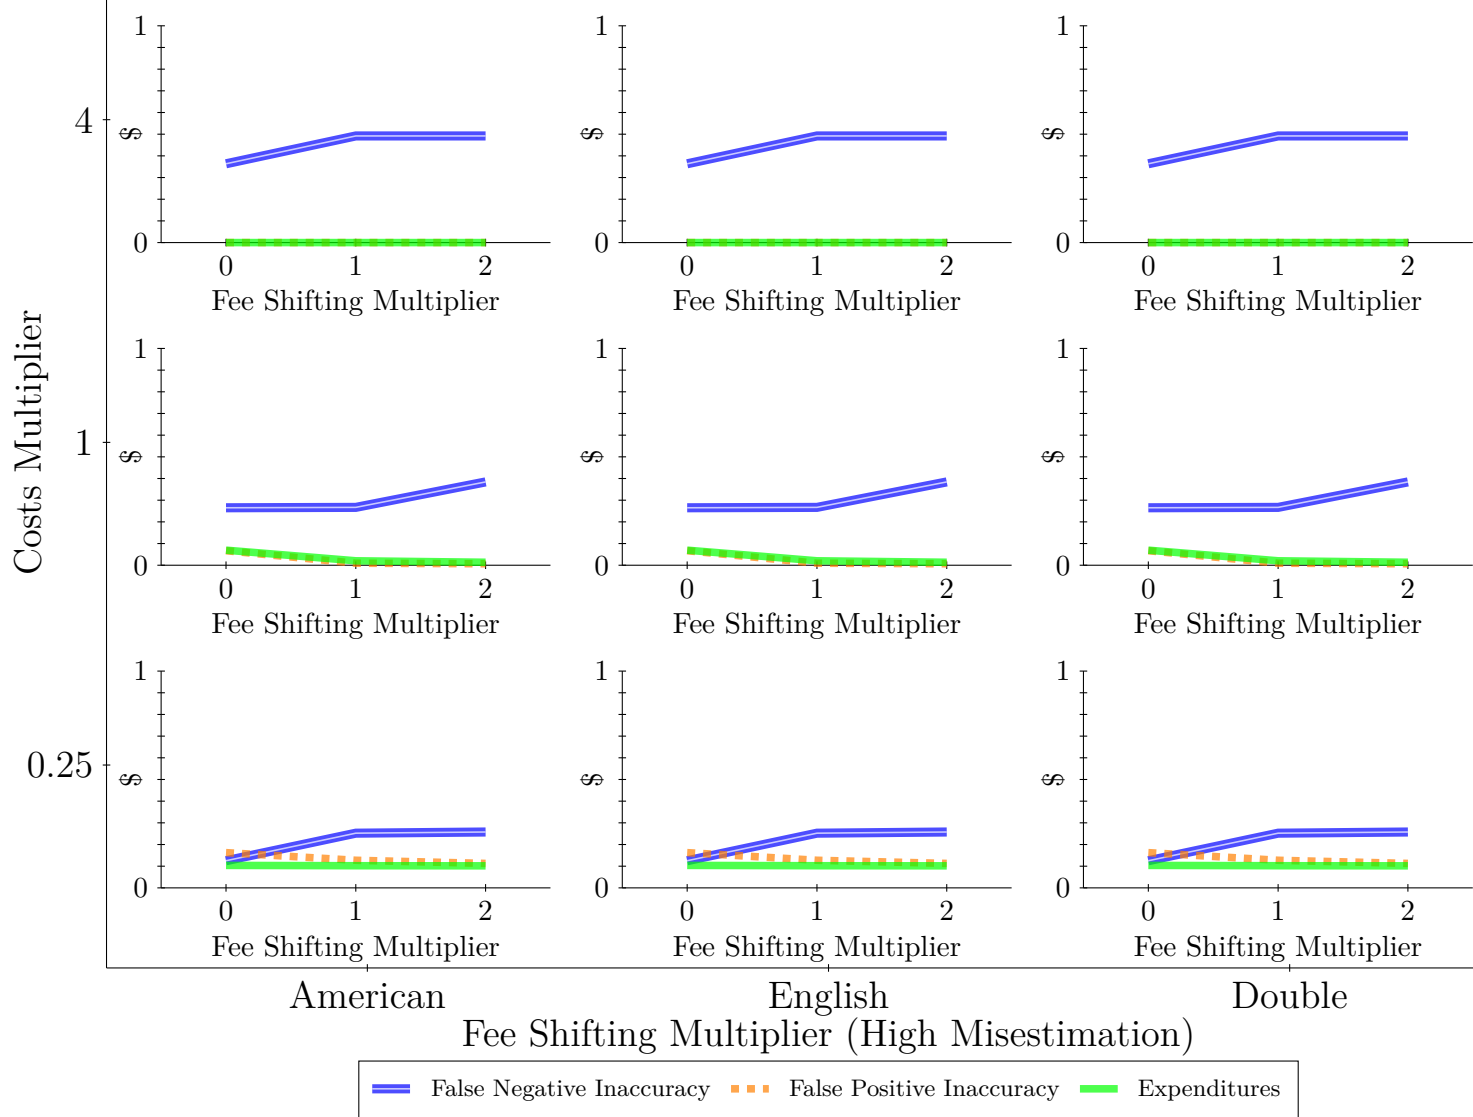 1 1 1
4 $ $ $
0 0 0
0 1 2 0 1 2 0 1 2
Fee Shifting Multiplier Fee Shifting Multiplier Fee Shifting Multiplier
Costs Multiplier
1 1 1
1 $ $ $
0 0 0
0 1 2 0 1 2 0 1 2
Fee Shifting Multiplier Fee Shifting Multiplier Fee Shifting Multiplier
1 1 1
0.25 $ $ $
0 0 0
0 1 2 0 1 2 0 1 2
Fee Shifting Multiplier Fee Shifting Multiplier Fee Shifting Multiplier
American English Double
Fee Shifting Multiplier (High Misestimation)
False Negative Inaccuracy False Positive Inaccuracy Expenditures